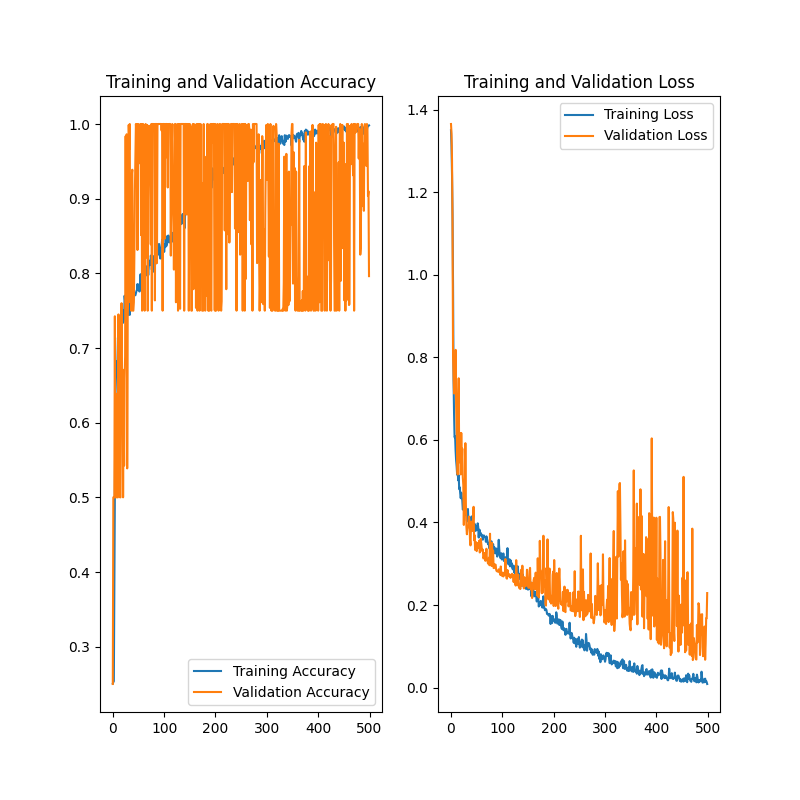 Training and Validation Accuracy
1.0
0.9
0.8
0.7
0.6
0.5
0.4
0.3
Training Accuracy
Validation Accuracy
0 100 200 300 400 500
Training and Validation Loss
1.4
Training Loss
Validation Loss
1.2
1.0
0.8
0.6
0.4
0.2
0.0
0 100 200 300 400 500